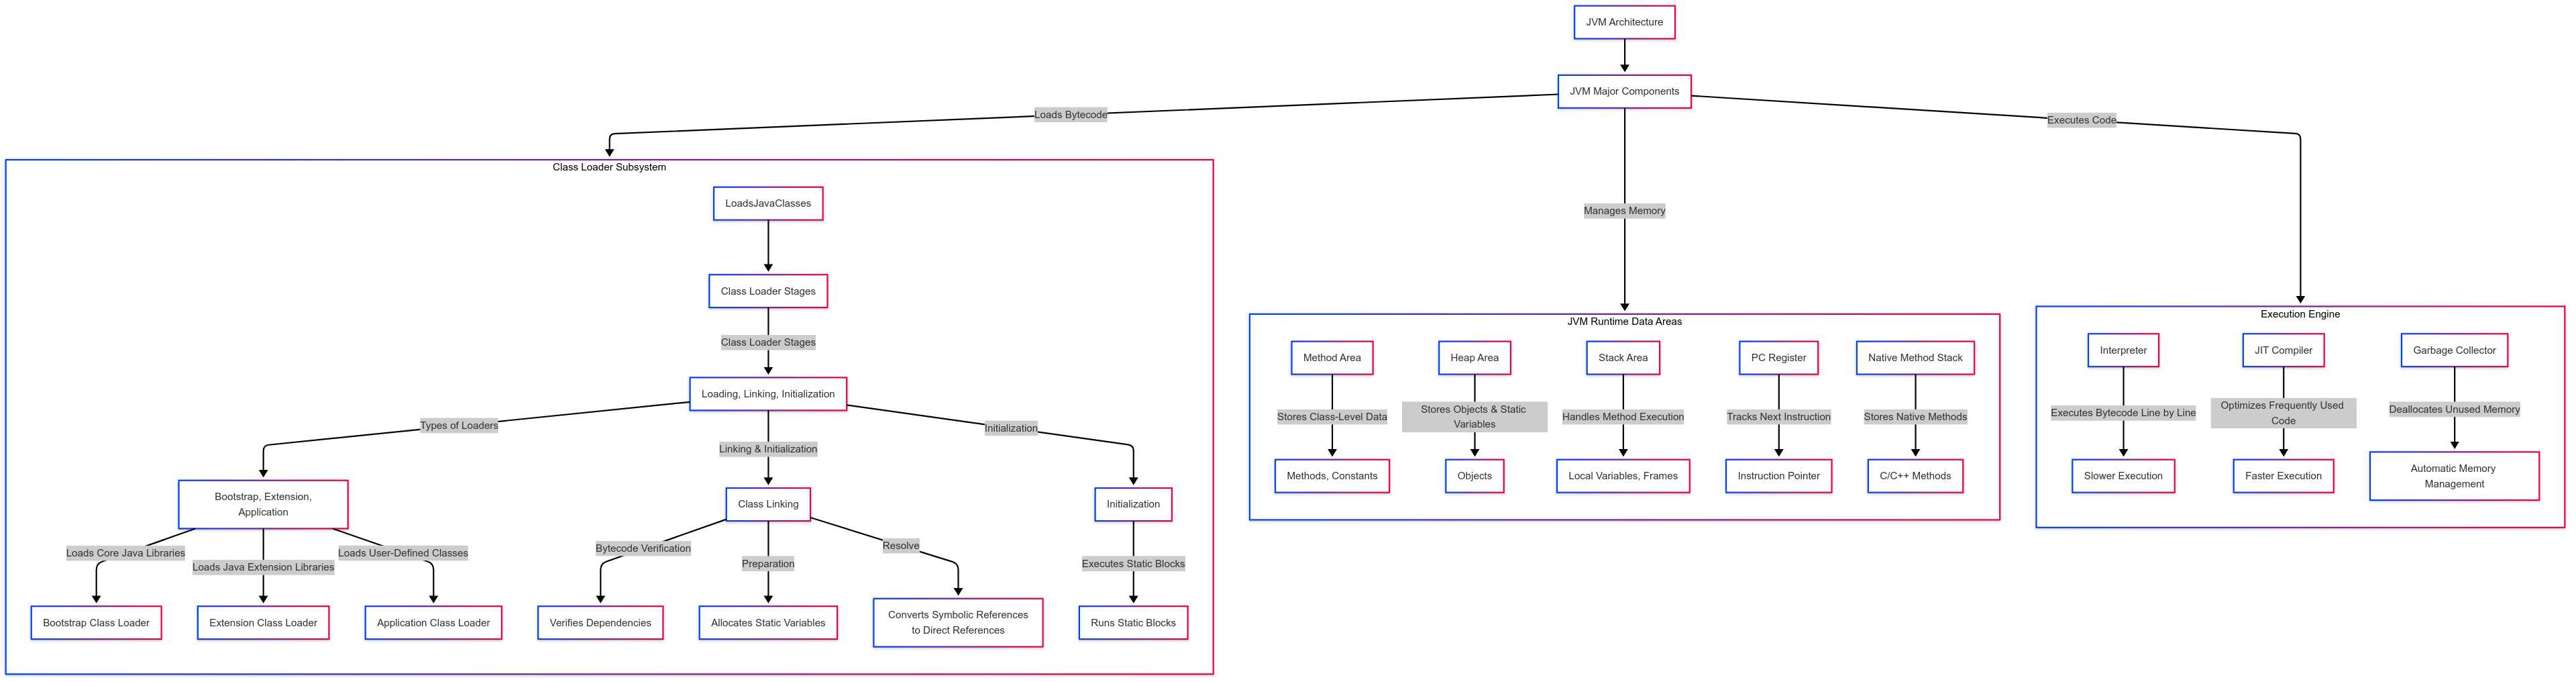 JVM Architecture
JVM Major Components
Loads Bytecode
Executes Code
Manages Memory
Class Loader Subsystem
LoadsJavaClasses
Class Loader Stages
Class Loader Stages
Loading, Linking, Initialization
Types of Loaders
Linking & Initialization
Initialization
Bootstrap, Extension,
Application
Class Linking
Initialization
Loads Core Java Libraries
Loads Java Extension Libraries
Loads User-Defined Classes
Bytecode Verification
Preparation
Resolve
Executes Static Blocks
Bootstrap Class Loader
Extension Class Loader
Application Class Loader
Verifies Dependencies
Allocates Static Variables
Converts Symbolic References
to Direct References
Runs Static Blocks
JVM Runtime Data Areas
Method Area
Heap Area
Stack Area
PC Register
Native Method Stack
Stores Class-Level Data
Stores Objects & Static
Variables
Handles Method Execution
Tracks Next Instruction
Stores Native Methods
Methods, Constants
Objects
Local Variables, Frames
Instruction Pointer
C/C++ Methods
Execution Engine
Interpreter
JIT Compiler
Garbage Collector
Executes Bytecode Line by Line
Optimizes Frequently Used
Code
Deallocates Unused Memory
Slower Execution
Faster Execution
Automatic Memory
Management